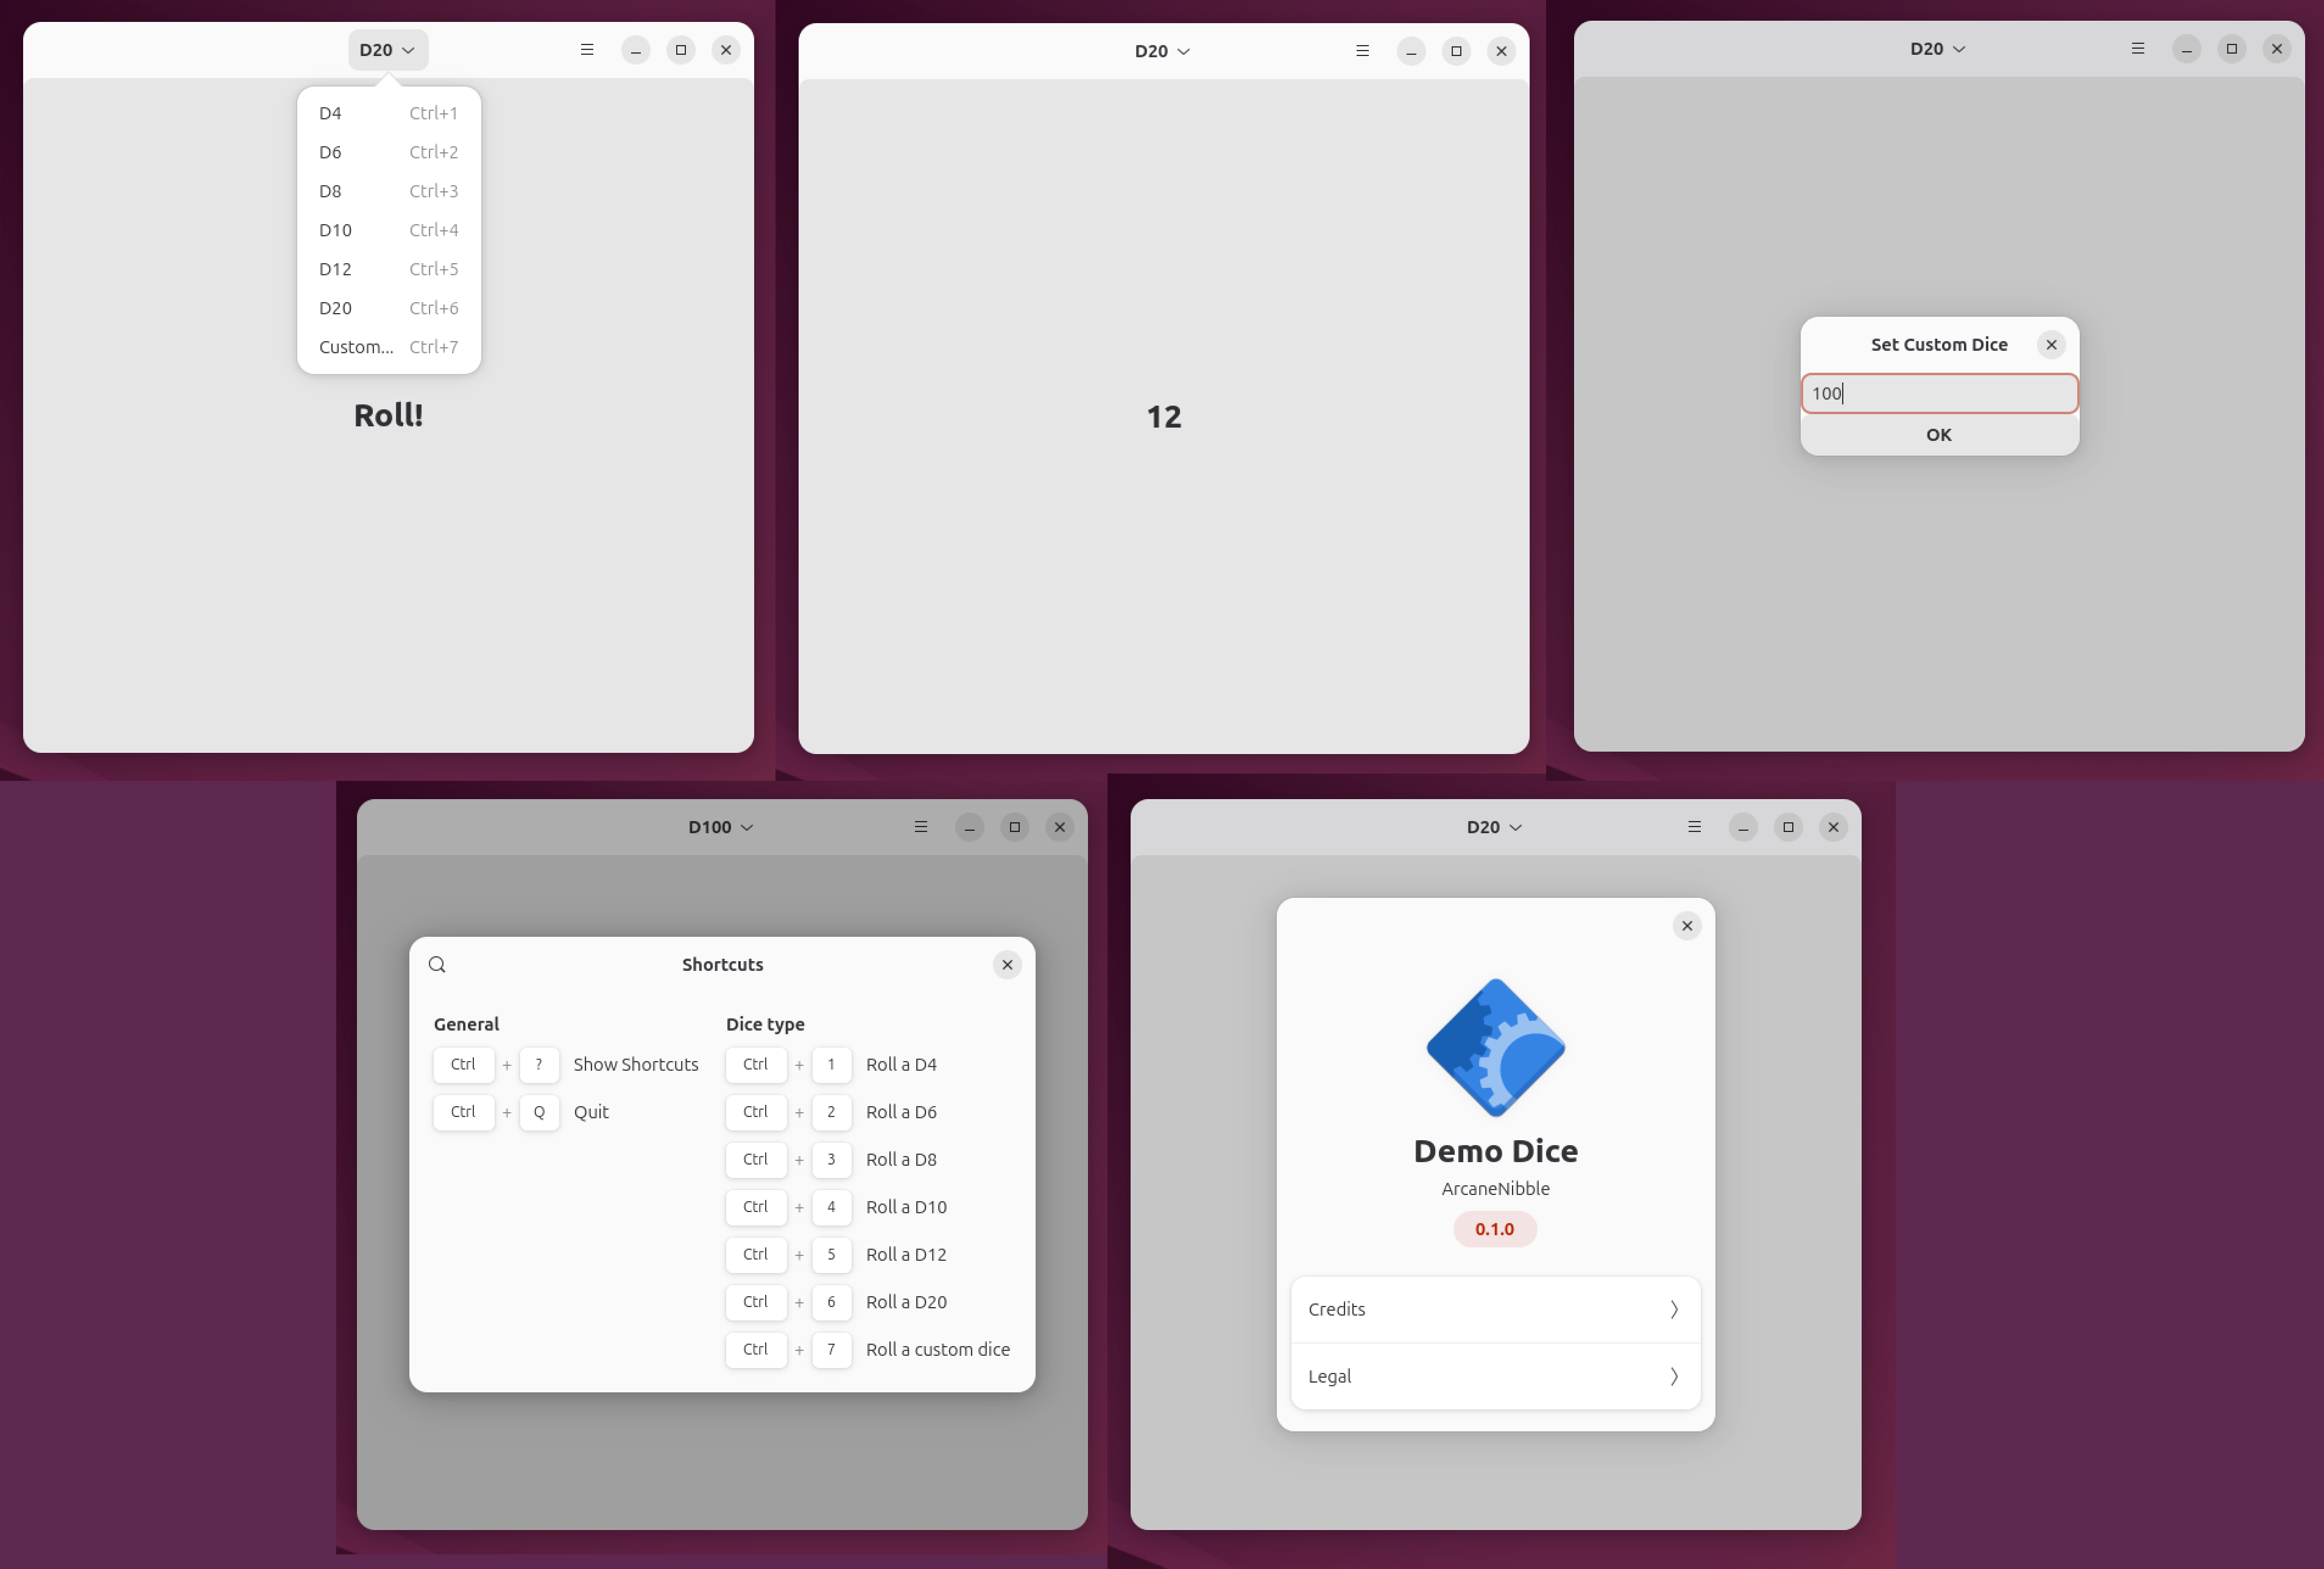 D20
D4 Ctrl+1
D6 Ctrl+2
D8 Ctrl+3
D10 Ctrl+4
D12 Ctrl+5
D20 Ctrl+6
Custom... Ctrl+7
Roll!
D20
12
D20
Set Custom Dice
100
OK
D100
Shortcuts
General
Ctrl + ? Show Shortcuts
Ctrl + Q Quit
Dice type
Ctrl + 1 Roll a D4
Ctrl + 2 Roll a D6
Ctrl + 3 Roll a D8
Ctrl + 4 Roll a D10
Ctrl + 5 Roll a D12
Ctrl + 6 Roll a D20
Ctrl + 7 Roll a custom dice
D20
Demo Dice
ArcaneNibble
0.1.0
Credits
Legal